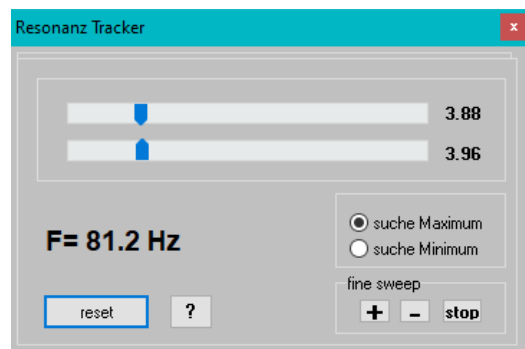 Resonanz Tracker x
3.88
3.96
F= 81.2 Hz
suche Maximum
suche Minimum
fine sweep
reset ? + - stop